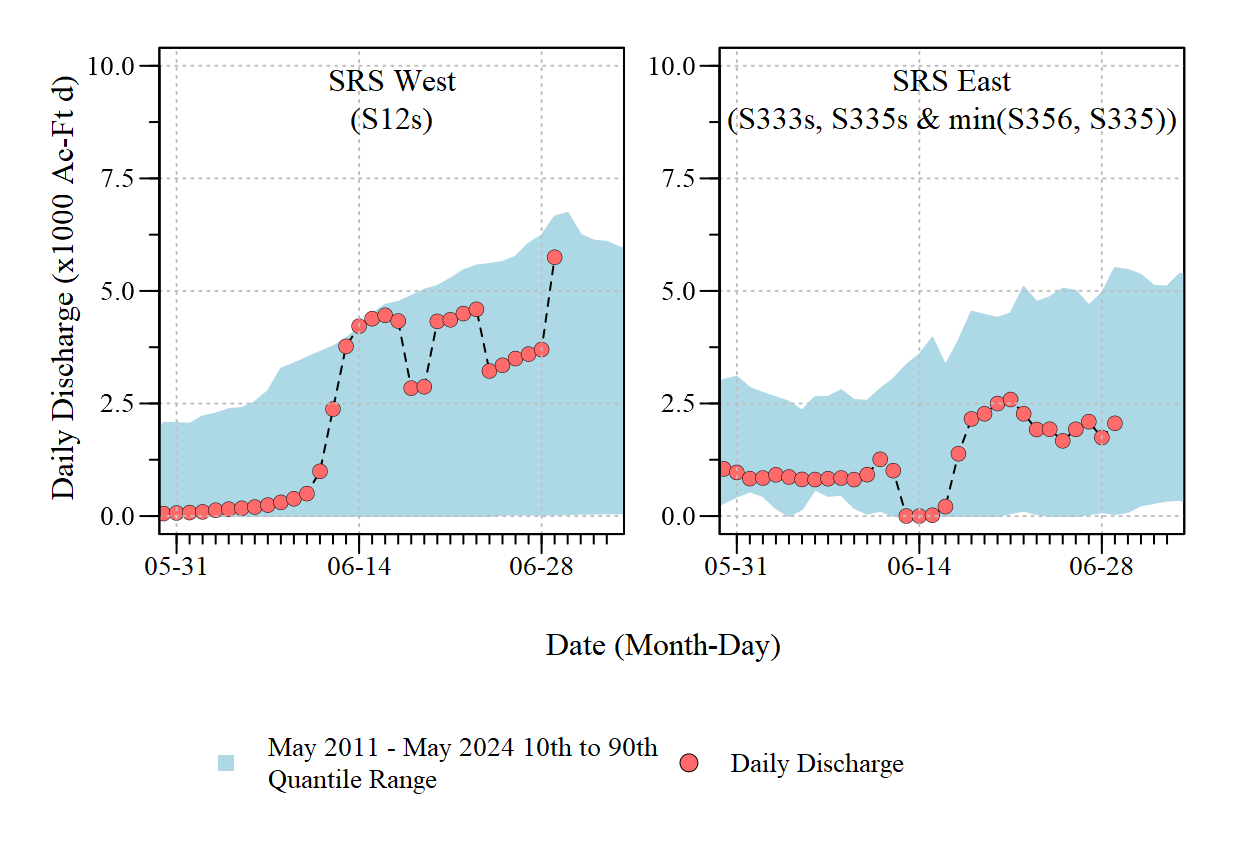 SRS West
(S12s)
SRS East
(S333s, S335s & min(S356, S335))
Daily Discharge (x1000 Ac-Ft d)
10.0
7.5
5.0
2.5
0.0
05-31
06-14
06-28
10.0
7.5
5.0
2.5
0.0
05-31
06-14
06-28
Date (Month-Day)
May 2011 - May 2024 10th to 90th
Quantile Range
Daily Discharge